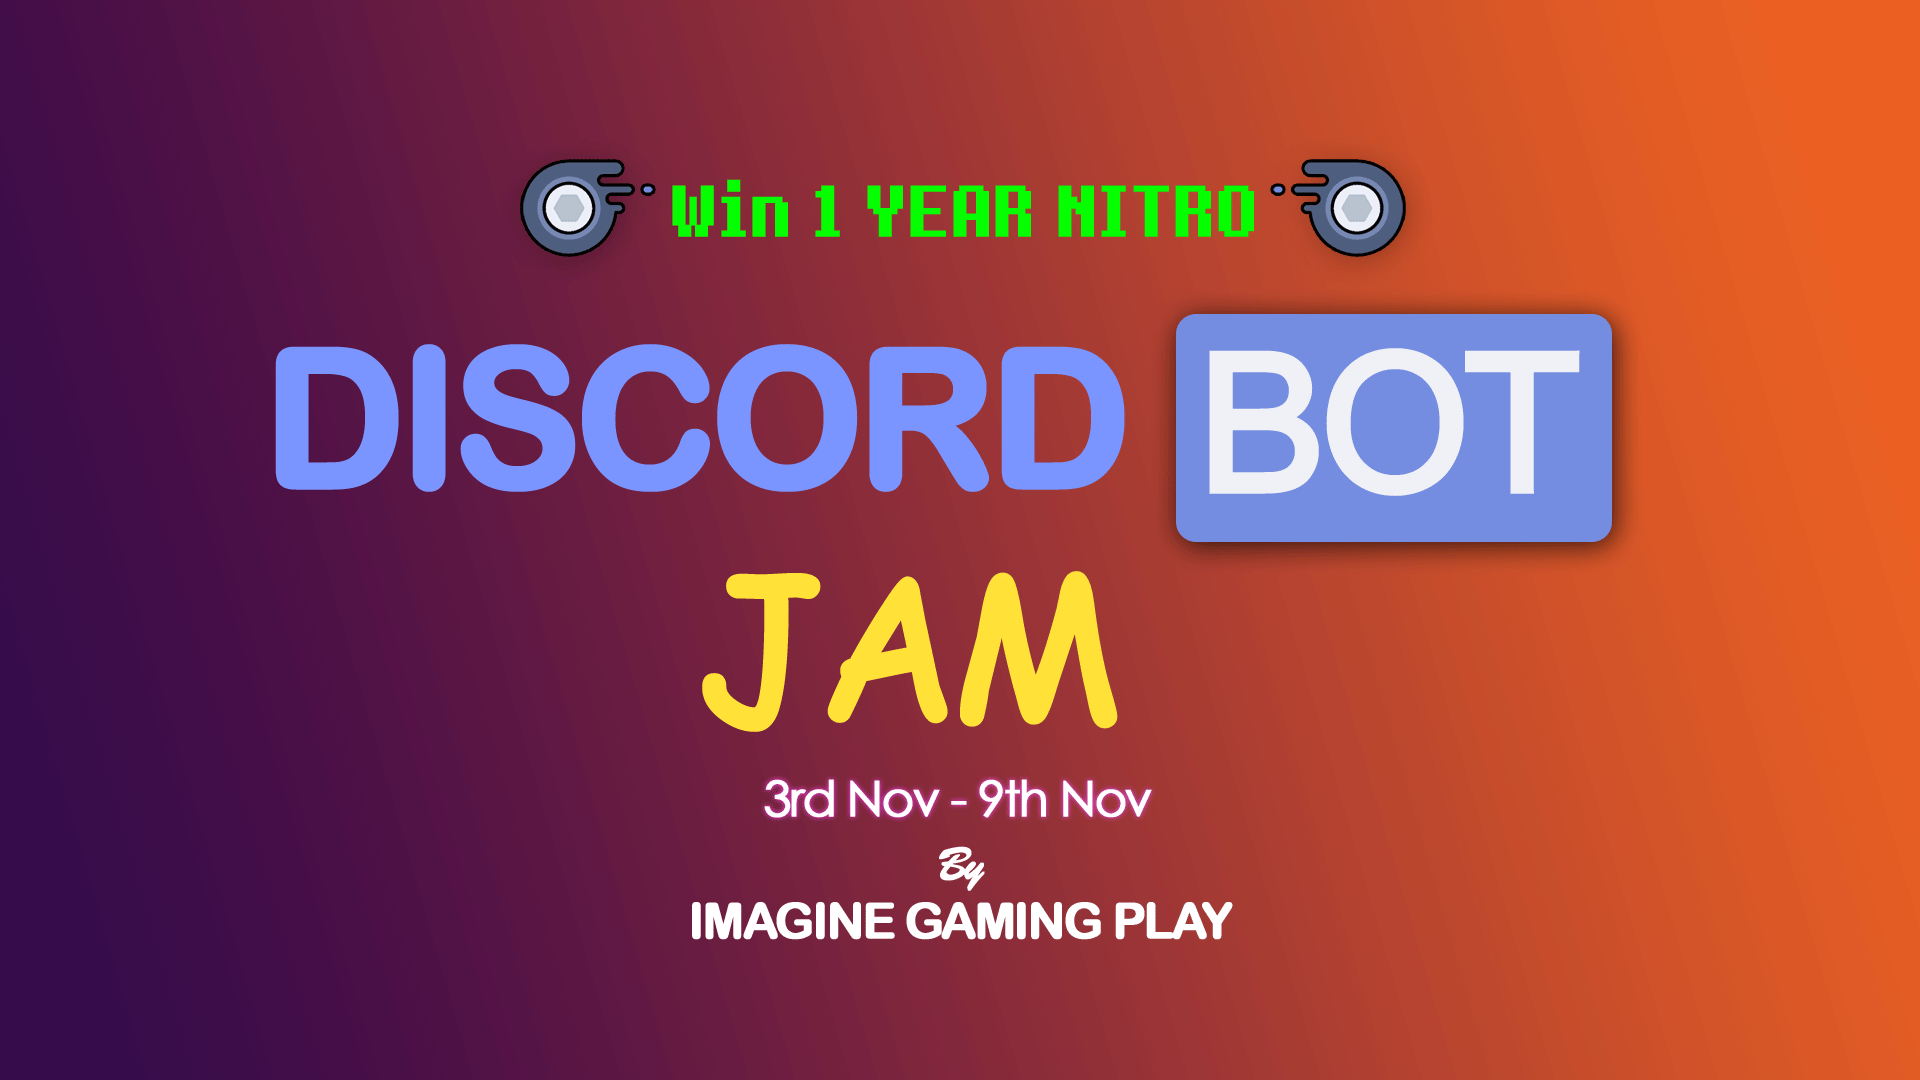 Win 1 YEAR NITRO
DISCORD BOT
JAM
3rd Nov - 9th Nov
By
IMAGINE GAMING PLAY